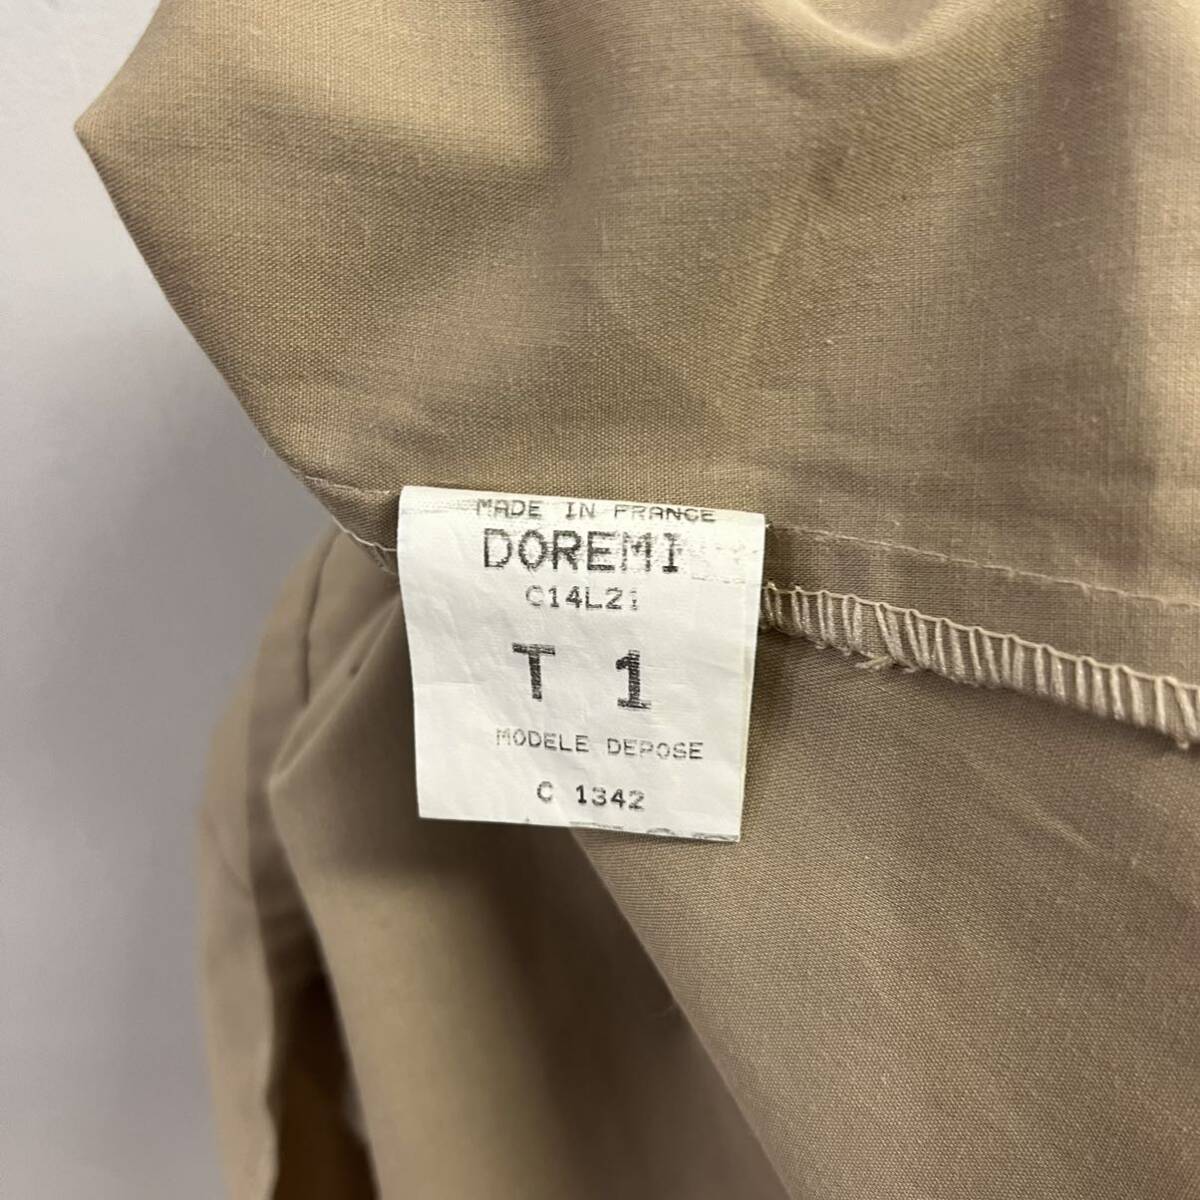 MADE IN FRANCE
DOREMI
C14L21
T 1
MODELE DEPOSE
C 1342